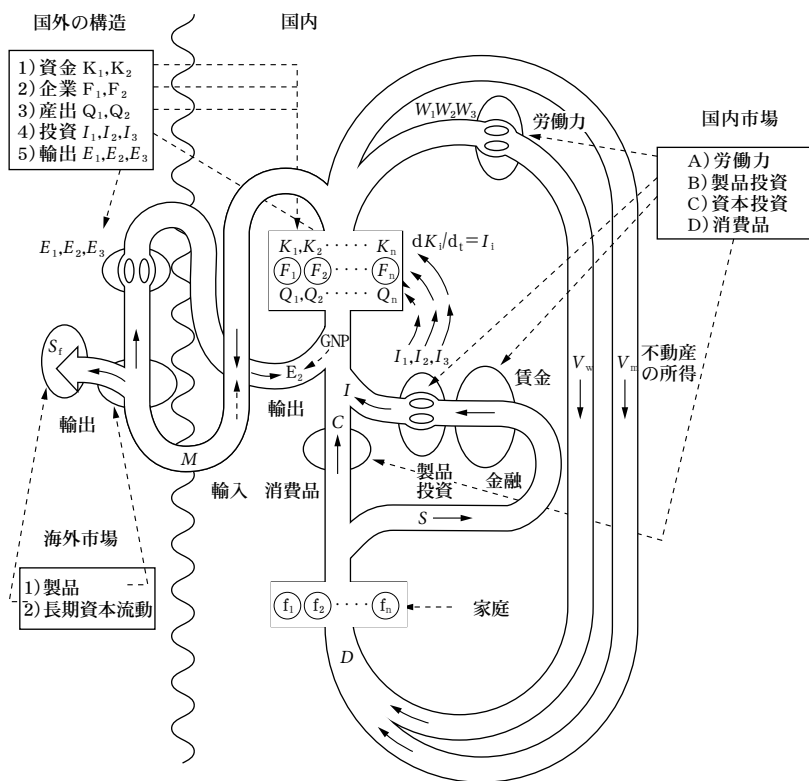 国外の構造
国内
1)資金 K₁,K₂
2)企業 F₁,F₂
3)産出 Q₁,Q₂
4)投資 I₁,I₂,I₃
5)輸出 E₁,E₂,E₃
W₁W₂W₃
労働力
国内市場
A)労働力
B)製品投資
C)資本投資
D)消費品
E₁,E₂,E₃
K₁,K₂‥‥‥Kₙ
F₁ F₂ ‥‥ Fₙ
Q₁,Q₂‥‥‥Qₙ
dKᵢ/dₜ=Iᵢ
GNP
I₁,I₂,I₃
S_f
E₂
輸出
輸出
I
C
賃金
V_w
V_m
不動産
の所得
M
輸入
消費品
製品
投資
金融
S
海外市場
1)製品
2)長期資本流動
f₁ f₂ ‥‥ fₙ
家庭
D